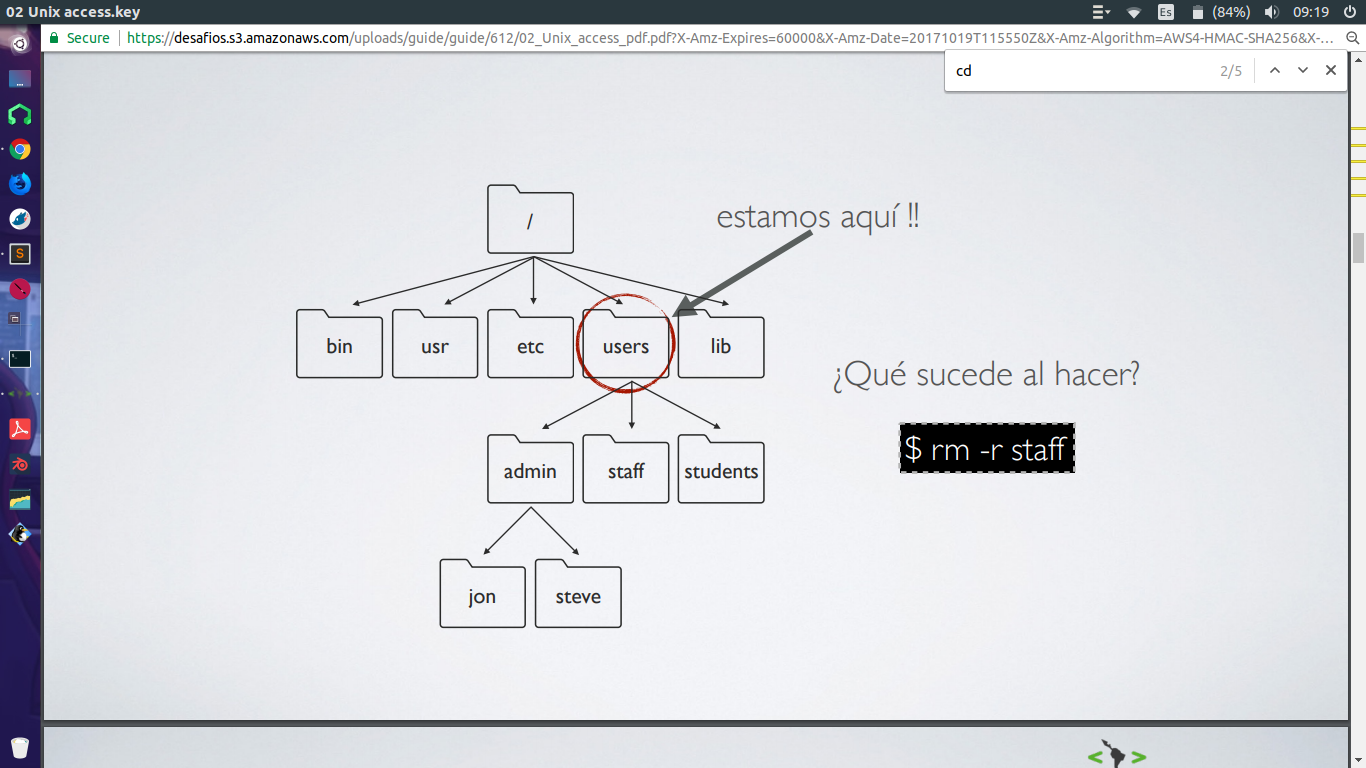 02 Unix access.key
Es
(84%)
09:19
Secure
https://desafios.s3.amazonaws.com/uploads/guide/guide/612/02_Unix_access_pdf.pdf?X-Amz-Expires=60000&X-Amz-Date=20171019T115550Z&X-Amz-Algorithm=AWS4-HMAC-SHA256&X-...
cd
2/5
/
estamos aquí !!
bin
usr
etc
users
lib
¿Qué sucede al hacer?
$ rm -r staff
admin
staff
students
jon
steve
< >